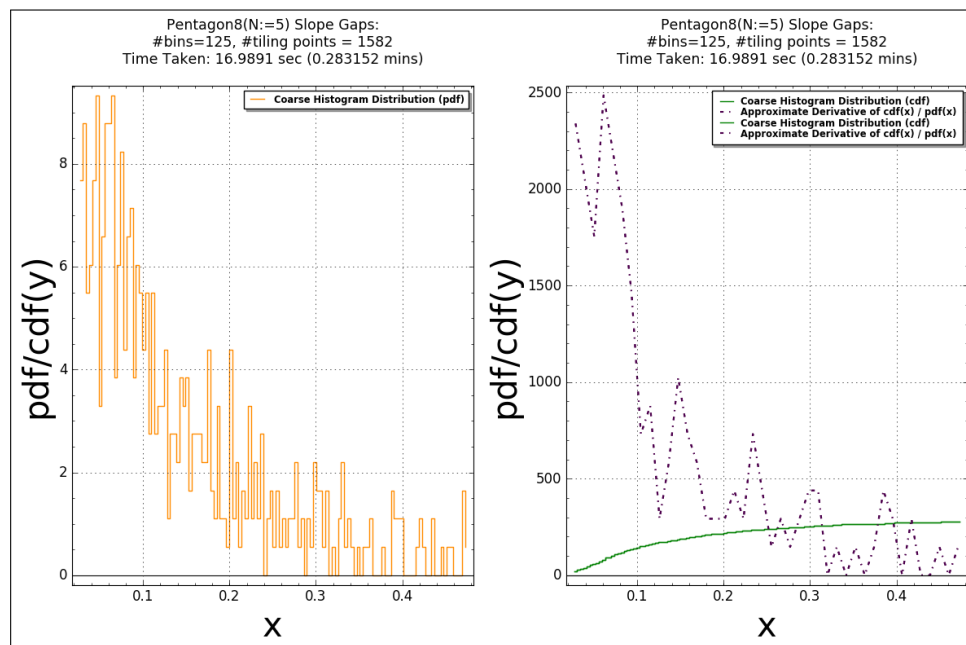 Pentagon8(N:=5) Slope Gaps:
#bins=125, #tiling points = 1582
Time Taken: 16.9891 sec (0.283152 mins)
Coarse Histogram Distribution (pdf)
pdf/cdf(y)
8
6
4
2
0
0.1 0.2 0.3 0.4
x
Pentagon8(N:=5) Slope Gaps:
#bins=125, #tiling points = 1582
Time Taken: 16.9891 sec (0.283152 mins)
Coarse Histogram Distribution (cdf)
Approximate Derivative of cdf(x) / pdf(x)
Coarse Histogram Distribution (cdf)
Approximate Derivative of cdf(x) / pdf(x)
pdf/cdf(y)
2500
2000
1500
1000
500
0
0.1 0.2 0.3 0.4
x